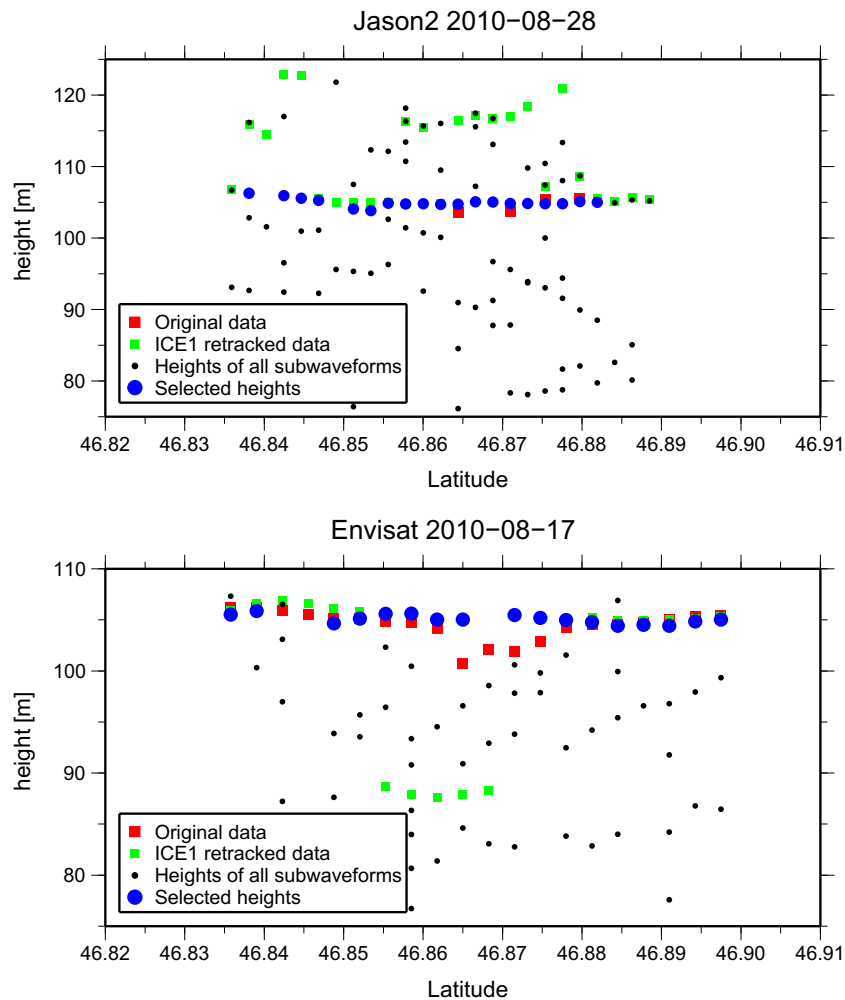 Jason2 2010−08−28
height [m]
120
110
100
90
80
Original data
ICE1 retracked data
Heights of all subwaveforms
Selected heights
46.82 46.83 46.84 46.85 46.86 46.87 46.88 46.89 46.90 46.91
Latitude
Envisat 2010−08−17
height [m]
110
100
90
80
Original data
ICE1 retracked data
Heights of all subwaveforms
Selected heights
46.82 46.83 46.84 46.85 46.86 46.87 46.88 46.89 46.90 46.91
Latitude